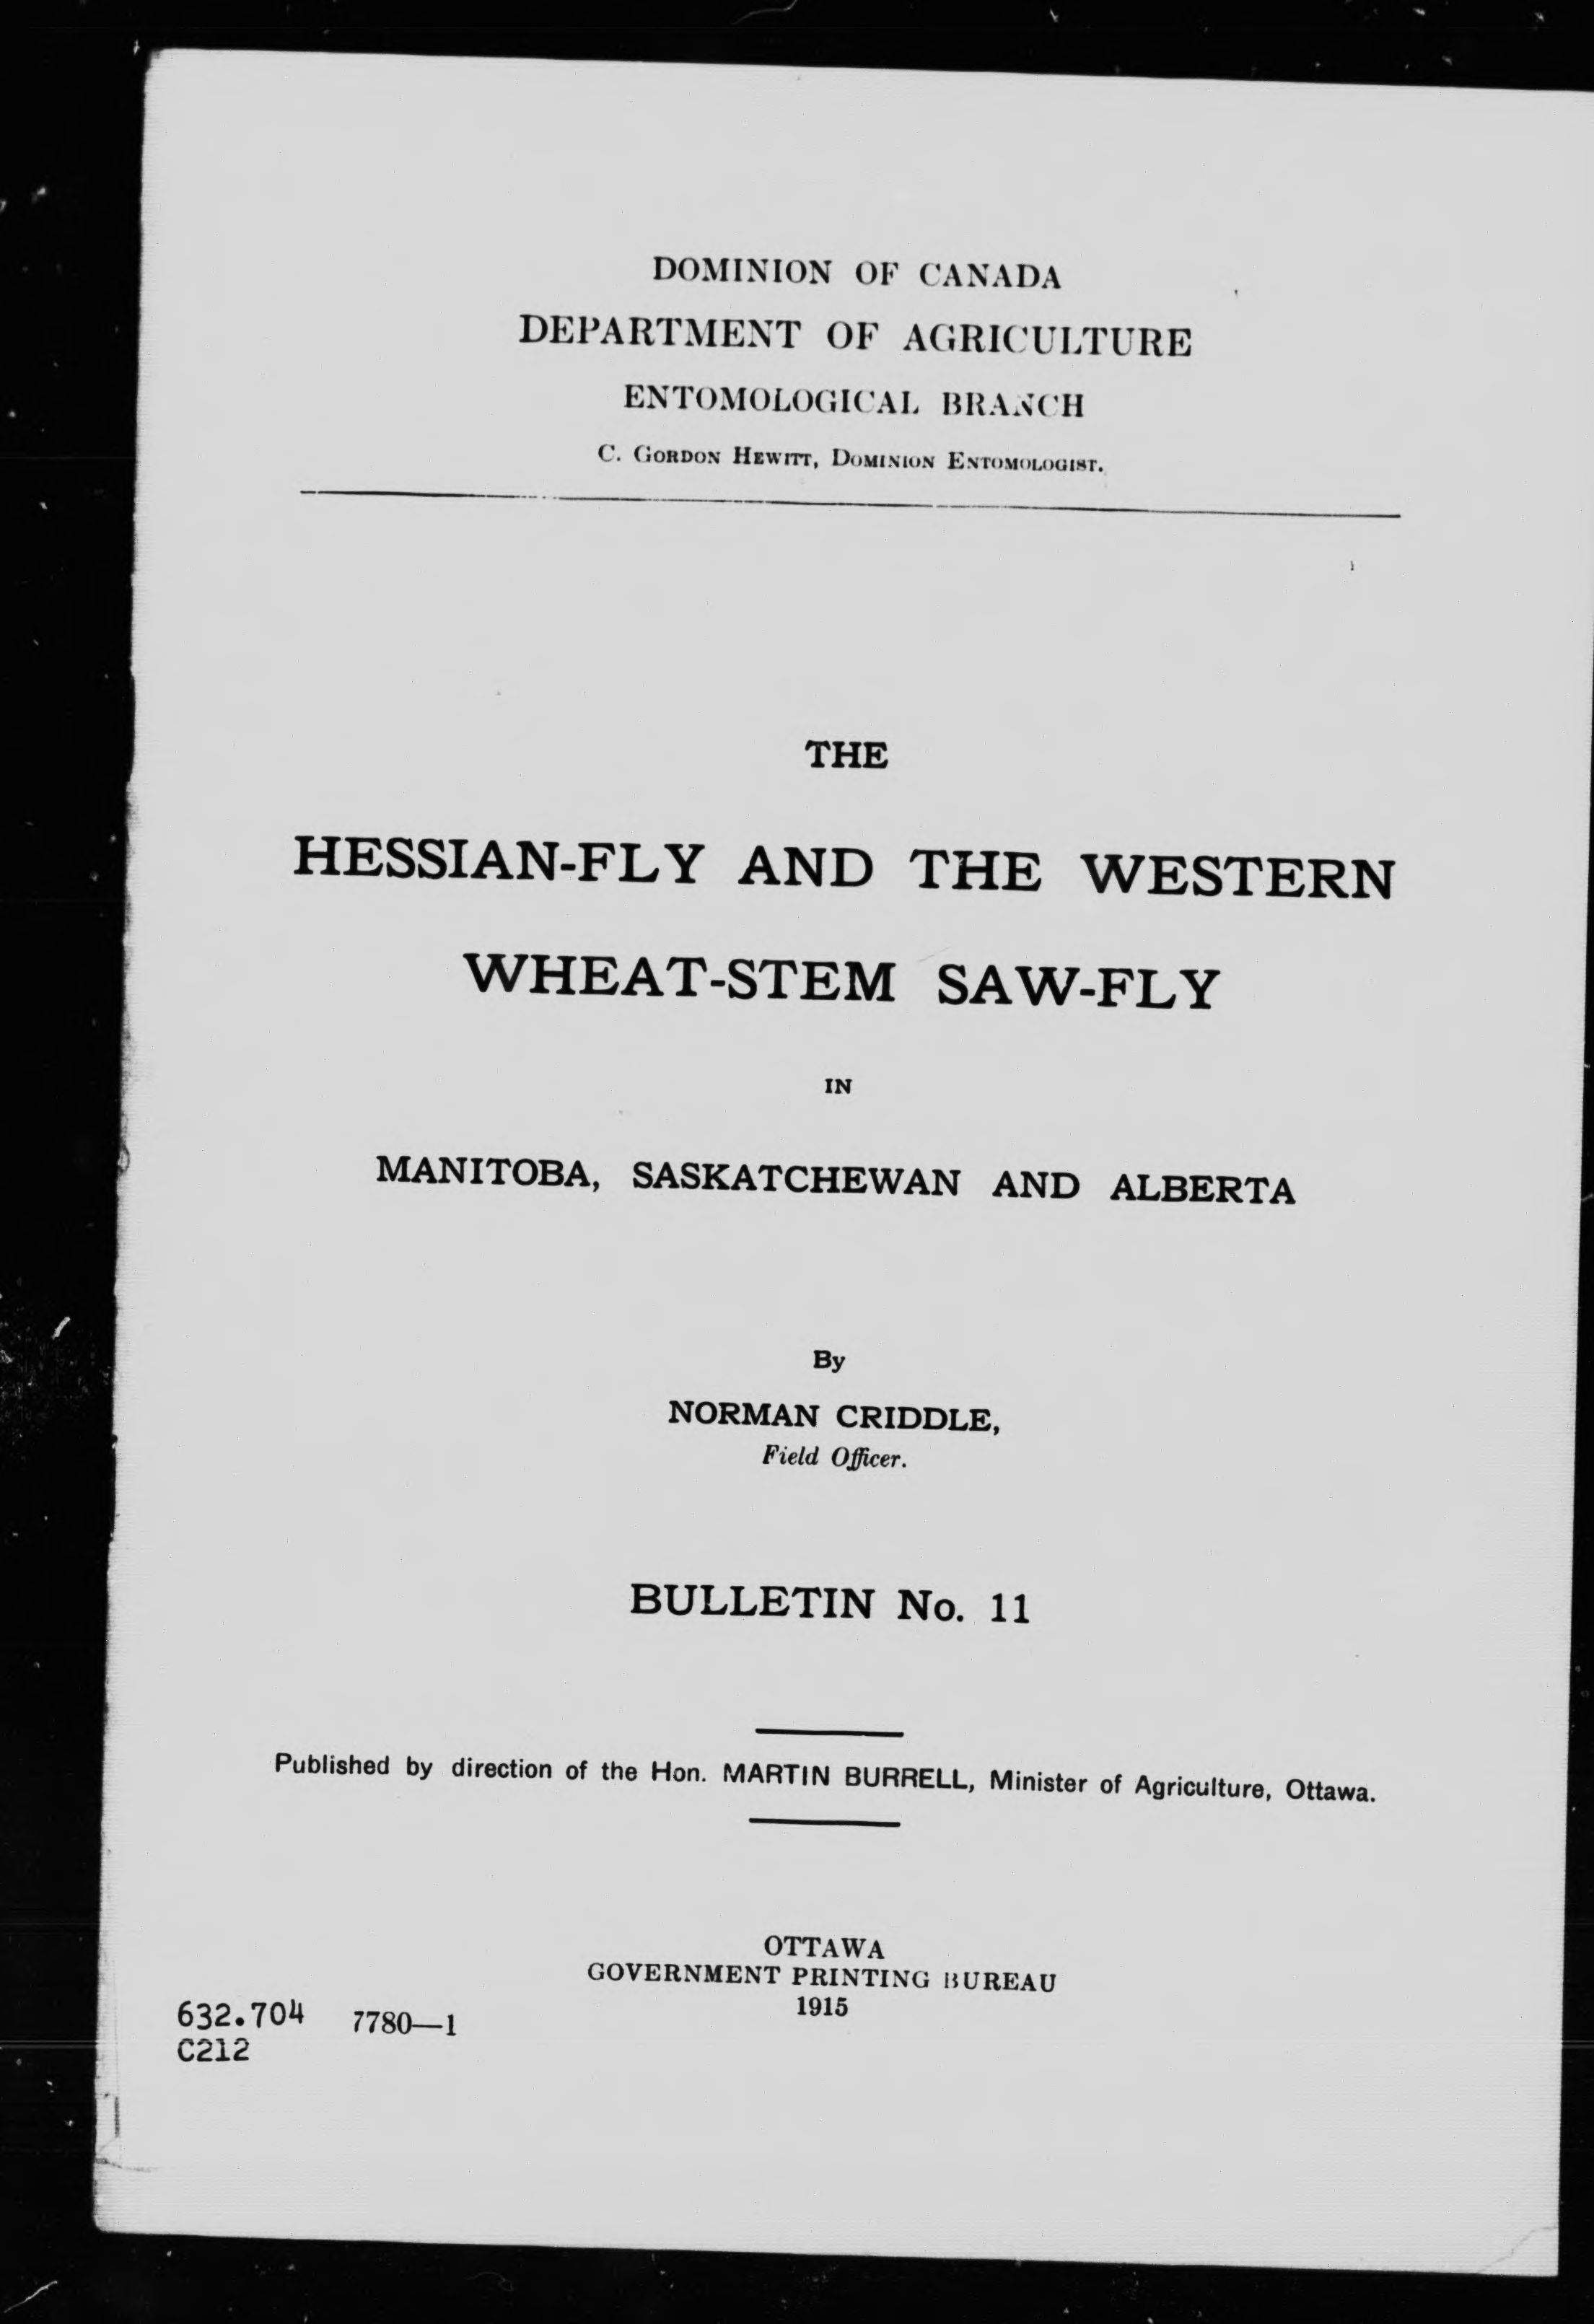 DOMINION OF CANADA
DEPARTMENT OF AGRICULTURE
ENTOMOLOGICAL BRANCH
C. GORDON HEWITT, DOMINION ENTOMOLOGIST.
THE
HESSIAN-FLY AND THE WESTERN
WHEAT-STEM SAW-FLY
IN
MANITOBA, SASKATCHEWAN AND ALBERTA
By
NORMAN CRIDDLE,
Field Officer.
BULLETIN No. 11
Published by direction of the Hon. MARTIN BURRELL, Minister of Agriculture, Ottawa.
OTTAWA
GOVERNMENT PRINTING BUREAU
1915
632.704 7780—1
C212